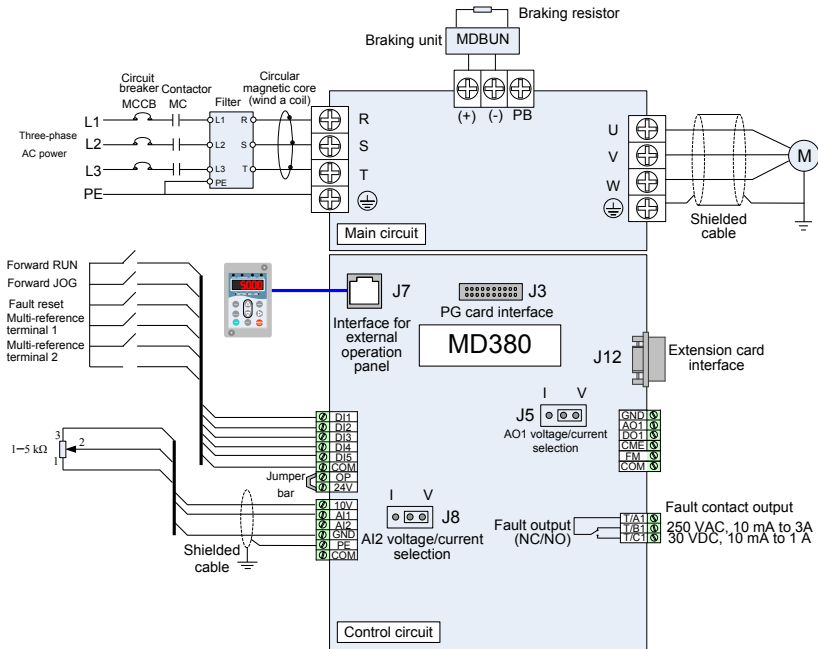 Braking resistor
Braking unit
MDBUN
(+) (-) PB
Circuit breaker MCCB
Contactor MC
Filter
Circular magnetic core (wind a coil)
Three-phase AC power
L1
L2
L3
PE
L1 R
L2 S
L3 T
PE
R
S
T
U
V
W
M
Shielded cable
Main circuit
Forward RUN
Forward JOG
Fault reset
Multi-reference terminal 1
Multi-reference terminal 2
J7
Interface for external operation panel
J3
PG card interface
MD380
J12
Extension card interface
I V
J5
AO1 voltage/current selection
GND
AO1
DO1
CME
FM
COM
DI1
DI2
DI3
DI4
DI5
COM
OP
24V
Jumper bar
3
2
1
1–5 kΩ
10V
AI1
AI2
GND
PE
COM
Shielded cable
I V
J8
AI2 voltage/current selection
Fault output (NC/NO)
T/A1
T/B1
T/C1
Fault contact output
250 VAC, 10 mA to 3A
30 VDC, 10 mA to 1 A
Control circuit